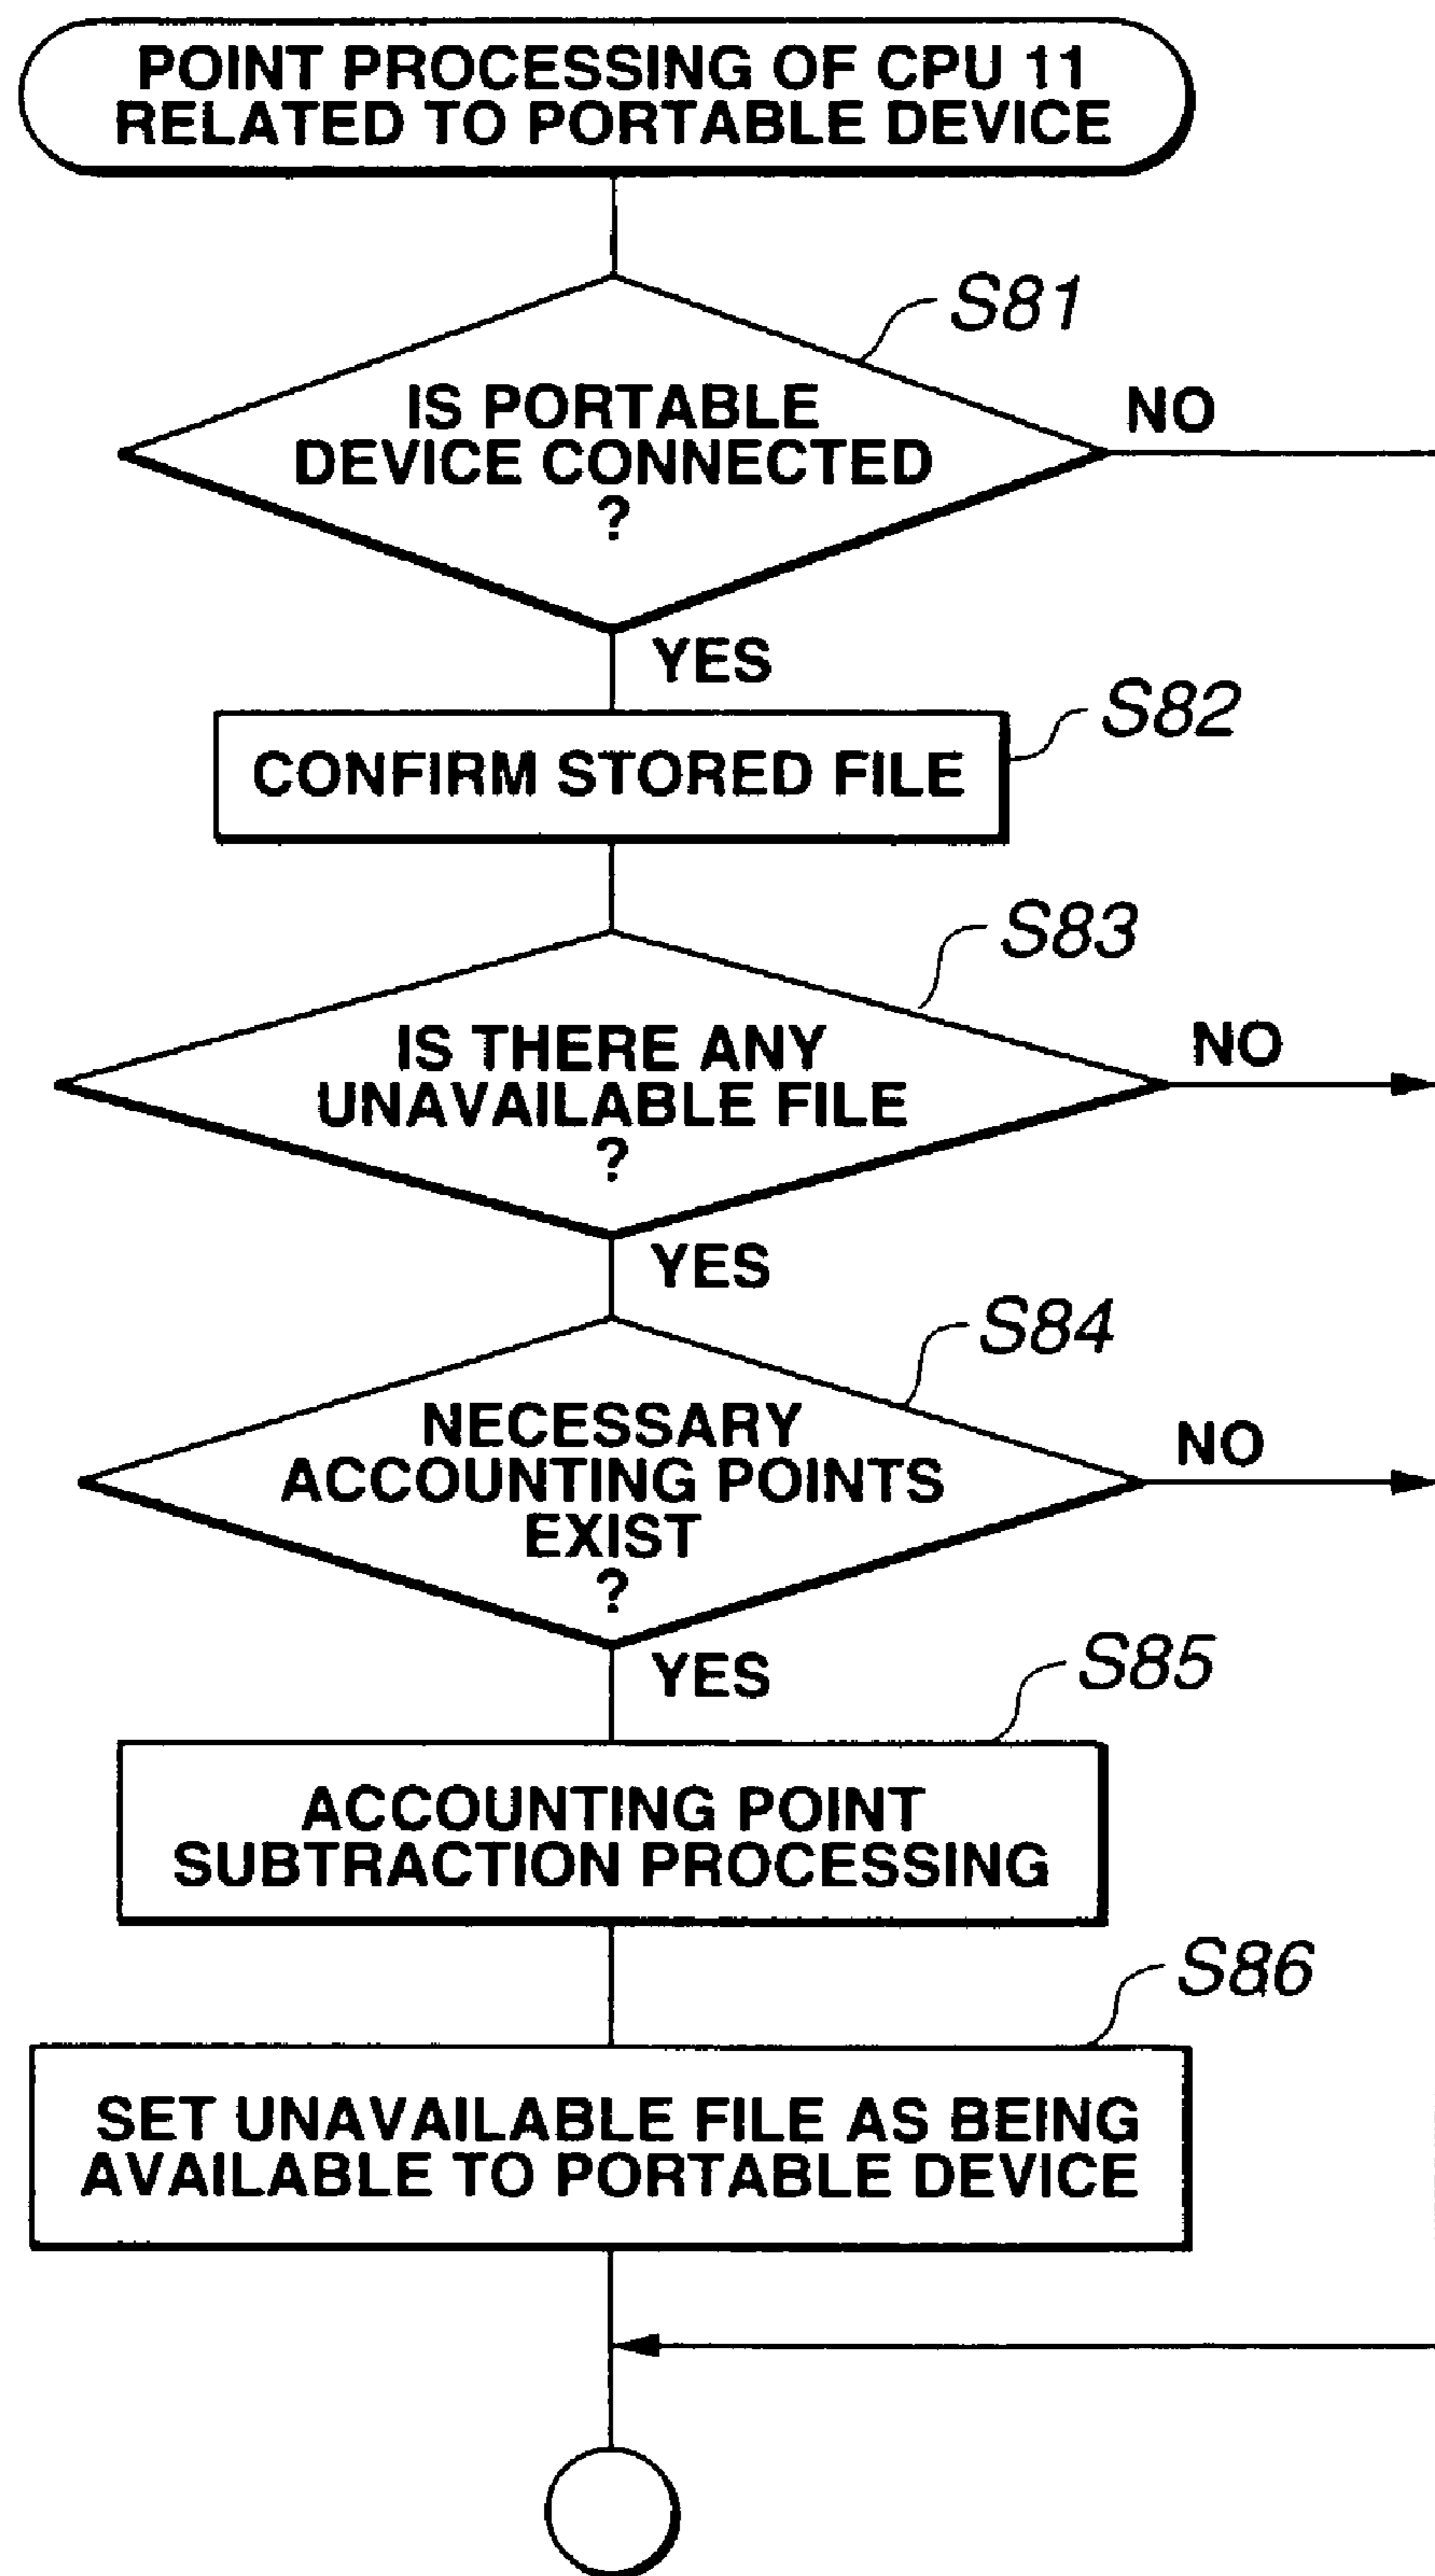 POINT PROCESSING OF CPU 11
RELATED TO PORTABLE DEVICE
S81
IS PORTABLE
DEVICE CONNECTED
?
NO
YES
S82
CONFIRM STORED FILE
S83
IS THERE ANY
UNAVAILABLE FILE
?
NO
YES
S84
NECESSARY
ACCOUNTING POINTS
EXIST
?
NO
YES
S85
ACCOUNTING POINT
SUBTRACTION PROCESSING
S86
SET UNAVAILABLE FILE AS BEING
AVAILABLE TO PORTABLE DEVICE